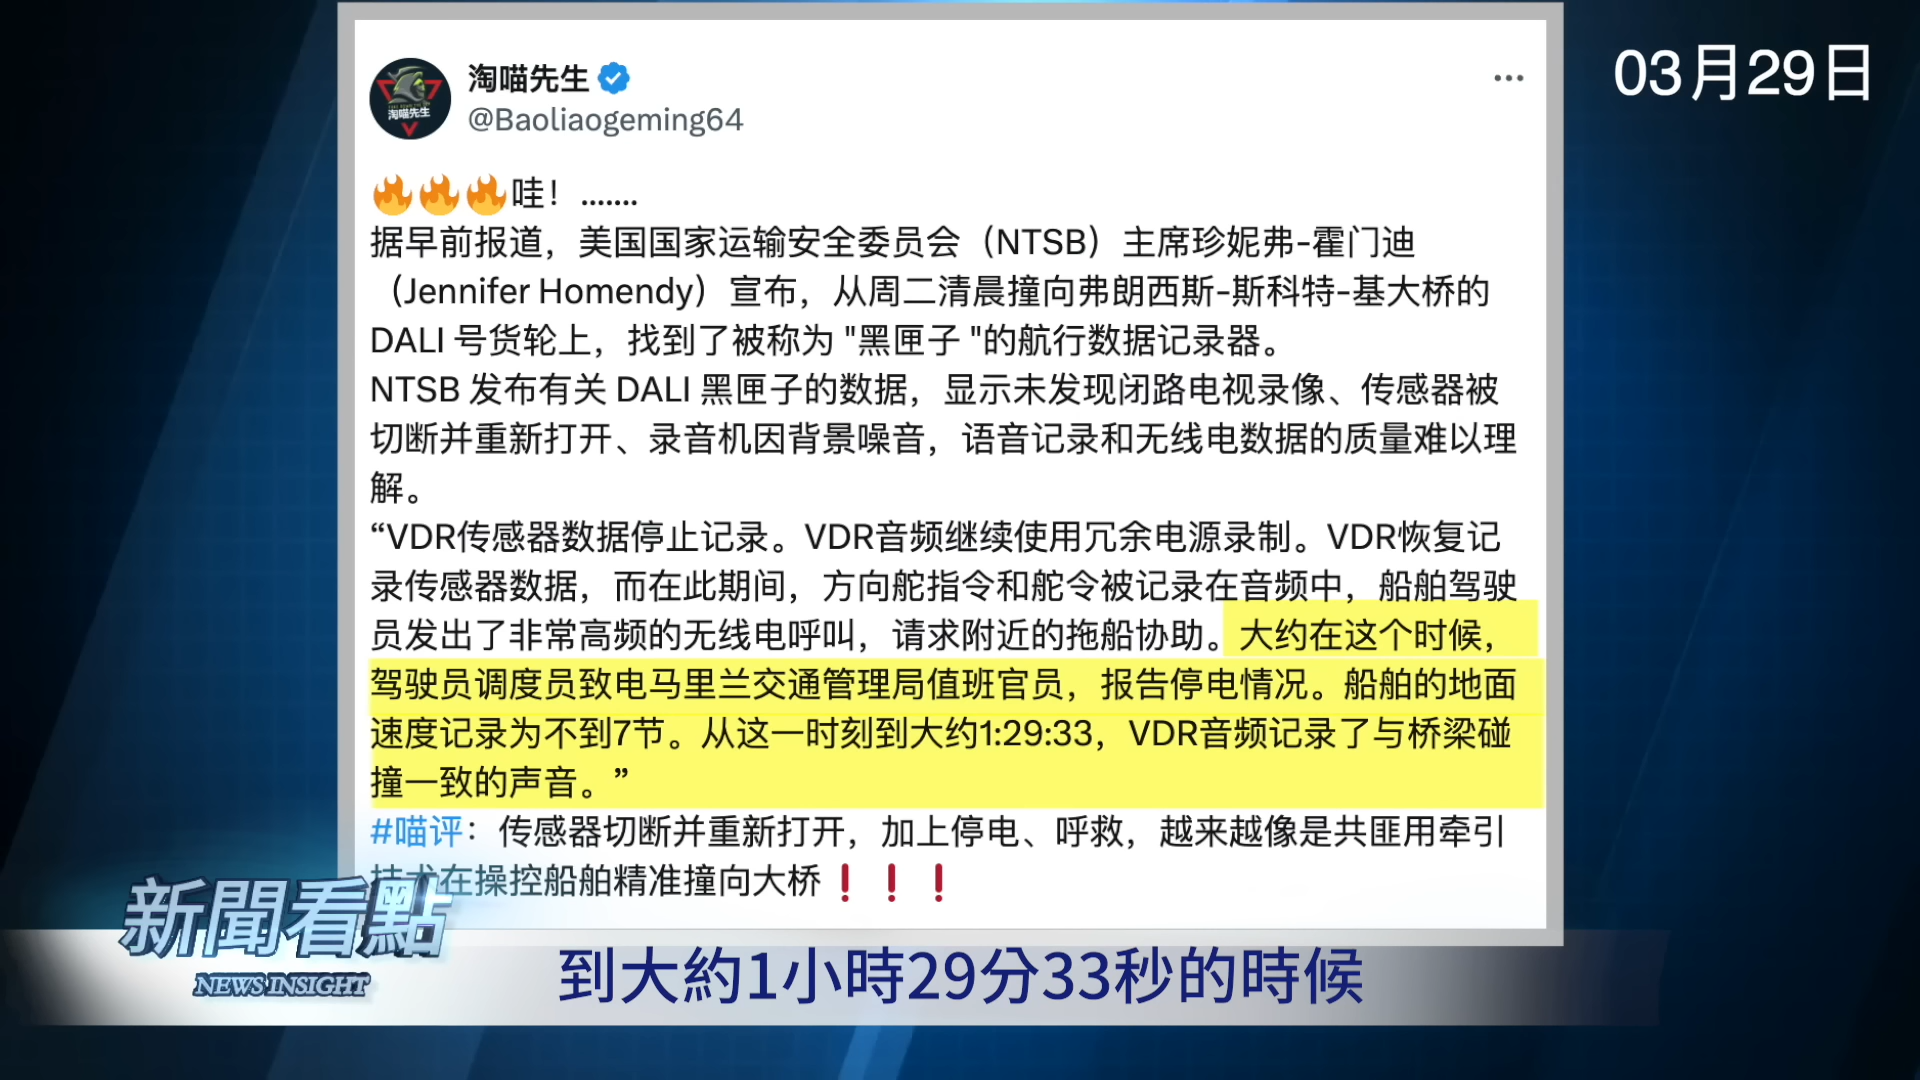 03月29日
淘喵先生
@Baoliaogeming64
淘喵先生
🔥🔥🔥哇！.......
据早前报道，美国国家运输安全委员会（NTSB）主席珍妮弗-霍门迪
（Jennifer Homendy）宣布，从周二清晨撞向弗朗西斯-斯科特-基大桥的
DALI 号货轮上，找到了被称为 "黑匣子 "的航行数据记录器。
NTSB 发布有关 DALI 黑匣子的数据，显示未发现闭路电视录像、传感器被
切断并重新打开、录音机因背景噪音，语音记录和无线电数据的质量难以理
解。
“VDR传感器数据停止记录。VDR音频继续使用冗余电源录制。VDR恢复记
录传感器数据，而在此期间，方向舵指令和舵令被记录在音频中，船舶驾驶
员发出了非常高频的无线电呼叫，请求附近的拖船协助。大约在这个时候，
驾驶员调度员致电马里兰交通管理局值班官员，报告停电情况。船舶的地面
速度记录为不到7节。从这一时刻到大约1:29:33，VDR音频记录了与桥梁碰
撞一致的声音。”
#喵评：传感器切断并重新打开，加上停电、呼救，越来越像是共匪用牵引
技术在操控船舶精准撞向大桥❗❗❗
新聞看點
NEWS INSIGHT
到大約1小時29分33秒的時候